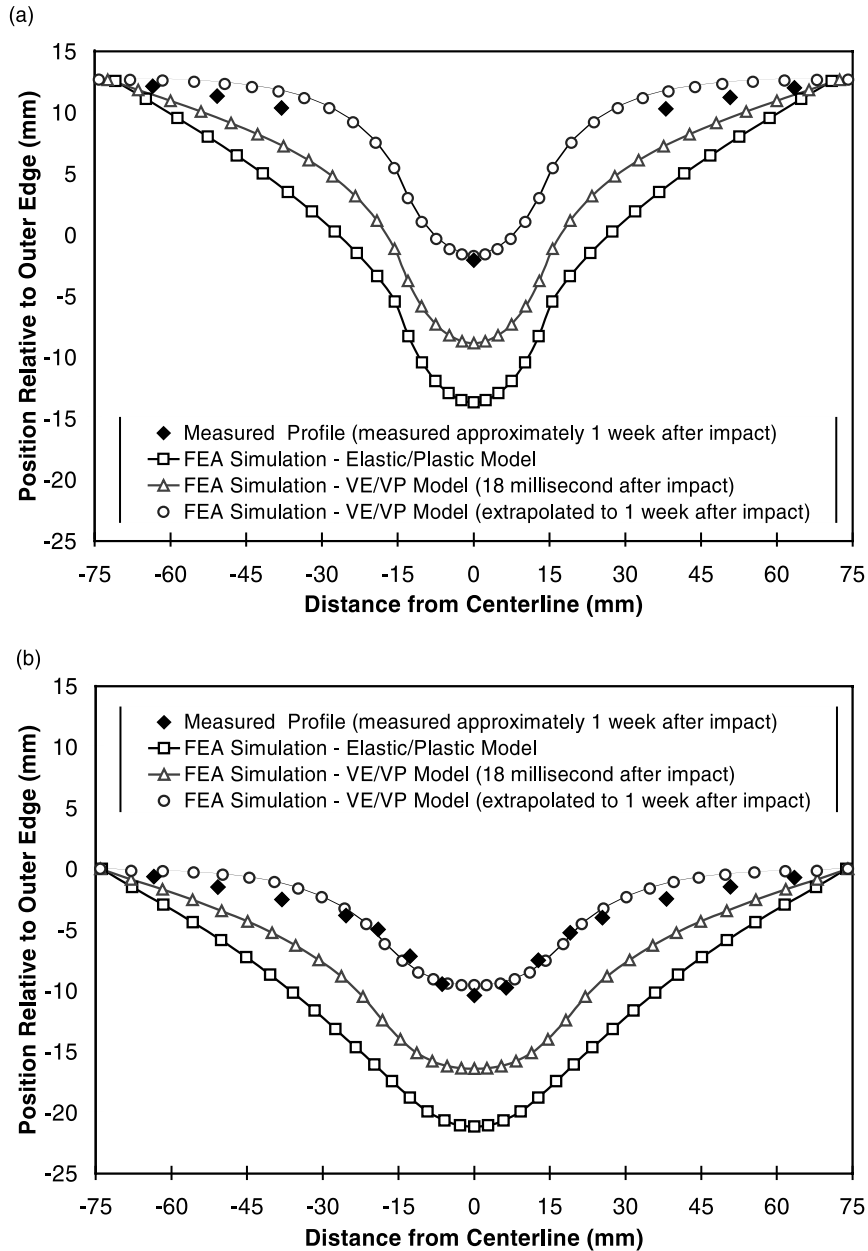 (a)
15
10
5
0
-5
-10
-15
-20
-25
Position Relative to Outer Edge (mm)
Measured Profile (measured approximately 1 week after impact)
FEA Simulation - Elastic/Plastic Model
FEA Simulation - VE/VP Model (18 millisecond after impact)
FEA Simulation - VE/VP Model (extrapolated to 1 week after impact)
-75 -60 -45 -30 -15 0 15 30 45 60 75
Distance from Centerline (mm)
(b)
15
10
5
0
-5
-10
-15
-20
-25
Position Relative to Outer Edge (mm)
Measured Profile (measured approximately 1 week after impact)
FEA Simulation - Elastic/Plastic Model
FEA Simulation - VE/VP Model (18 millisecond after impact)
FEA Simulation - VE/VP Model (extrapolated to 1 week after impact)
-75 -60 -45 -30 -15 0 15 30 45 60 75
Distance from Centerline (mm)